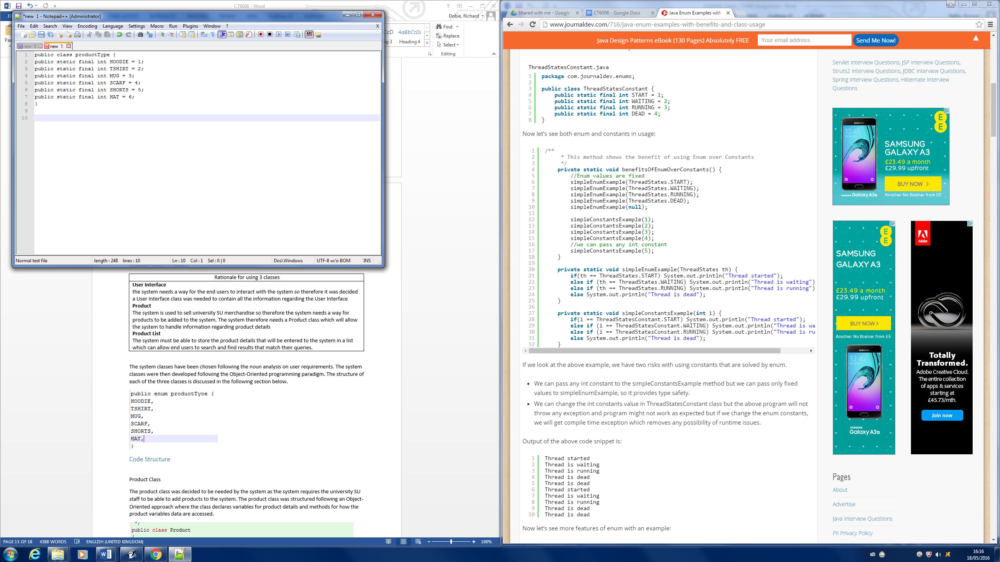 CT6006 - Word
Dobie, Richard
*new 1 - Notepad++ [Administrator]
File Edit Search View Encoding Language Settings Macro Run Plugins Window ? X
new 0 new 1
1 public class productType {
2 public static final int HOODIE = 1;
3 public static final int TSHIRT = 2;
4 public static final int MUG = 3;
5 public static final int SCARF = 4;
6 public static final int SHORTS = 5;
7 public static final int HAT = 6;
8 }
9
10
Normal text file length : 248 lines : 10 Ln : 10 Col : 1 Sel : 0 | 0 Dos\Windows UTF-8 w/o BOM INS
AaBbCcDc
Heading 4
Find
Replace
Select
Editing
Rationale for using 3 classes
User Interface
the system needs a way for the end users to interact with the system so therefore it was decided
a User Interface class was needed to contain all the information regarding the User Interface
Product
The system is used to sell university SU merchandise so therefore the system needs a way for
products to be added to the system. The system therefore needs a Product class which will allow
the system to handle information regarding product details
Product List
The system must be able to store the product details that will be entered to the system in a list
which can allow end users to search and find results that match their queries.
The system classes have been chosen following the noun analysis on user requirements. The system
classes were then developed following the Object-Oriented programming paradigm. The structure of
each of the three classes is discussed in the following section below.
public enum productTyoe {
HOODIE,
TSHIRT,
MUG,
SCARF,
SHORTS,
HAT,
}
Code Structure
Product Class
The product class was decided to be needed by the system as the system requires the university SU
staff to be able to add products to the system. The product class was structured following an Object-
Oriented approach where the class declares variables for product details and methods for how the
product variables data are accessed.
*/
public class Product
PAGE 15 OF 18 4388 WORDS ENGLISH (UNITED KINGDOM) 100%
Shared with me - Google CT6006 - Google Docs Java Enum Examples with
www.journaldev.com/716/java-enum-examples-with-benefits-and-class-usage
Java Design Patterns eBook (130 Pages) Absolutely FREE Your email address.. Send Me Now!
ThreadStatesConstant.java
1 package com.journaldev.enums;
2
3 public class ThreadStatesConstant {
4 public static final int START = 1;
5 public static final int WAITING = 2;
6 public static final int RUNNING = 3;
7 public static final int DEAD = 4;
8 }
Now let's see both enum and constants in usage:
1 /**
2 * This method shows the benefit of using Enum over Constants
3 */
4 private static void benefitsOfEnumOverConstants() {
5 //Enum values are fixed
6 simpleEnumExample(ThreadStates.START);
7 simpleEnumExample(ThreadStates.WAITING);
8 simpleEnumExample(ThreadStates.RUNNING);
9 simpleEnumExample(ThreadStates.DEAD);
10 simpleEnumExample(null);
11
12 simpleConstantsExample(1);
13 simpleConstantsExample(2);
14 simpleConstantsExample(3);
15 simpleConstantsExample(4);
16 //we can pass any int constant
17 simpleConstantsExample(5);
18 }
19
20 private static void simpleEnumExample(ThreadStates th) {
21 if(th == ThreadStates.START) System.out.println("Thread started");
22 else if (th == ThreadStates.WAITING) System.out.println("Thread is waiting")
23 else if (th == ThreadStates.RUNNING) System.out.println("Thread is running")
24 else System.out.println("Thread is dead");
25 }
26
27 private static void simpleConstantsExample(int i) {
28 if(i == ThreadStatesConstant.START) System.out.println("Thread started");
29 else if (i == ThreadStatesConstant.WAITING) System.out.println("Thread is wa
30 else if (i == ThreadStatesConstant.RUNNING) System.out.println("Thread is ru
31 else System.out.println("Thread is dead");
32 }
If we look at the above example, we have two risks with using constants that are solved by enum.
• We can pass any int constant to the simpleConstantsExample method but we can pass only fixed
values to simpleEnumExample, so it provides type safety.
• We can change the int constants value in ThreadStatesConstant class but the above program will not
throw any exception and program might not work as expected but if we change the enum constants,
we will get compile time exception which removes any possibility of runtime issues.
Output of the above code snippet is:
1 Thread started
2 Thread is waiting
3 Thread is running
4 Thread is dead
5 Thread is dead
6 Thread started
7 Thread is waiting
8 Thread is running
9 Thread is dead
10 Thread is dead
Now let's see more features of enum with an example:
Servlet Interview Questions, JSP Interview Questions,
Struts2 Interview Questions, JDBC Interview Questions,
Spring Interview Questions, Hibernate Interview
Questions
EE
12:45
SAMSUNG
GALAXY A3
£23.49 a month
£29.99 upfront
BUY NOW >
SAMSUNG Galaxy A3
Another No Brainer from EE
EE
SAMSUNG
GALAXY A3
£23.49 a month
£29.99 upfront
BUY NOW >
Another No Brainer from EE
SAMSUNG
12:45
SAMSUNG
Galaxy A3
Adobe
Totally
Transformed.
Adobe Creative Cloud.
The entire collection
of apps & services
starting at
£45.73/mth.
Join now
Pages
About
Advertise
Java Interview Questions
PII Privacy Policy
16:16
18/05/2016